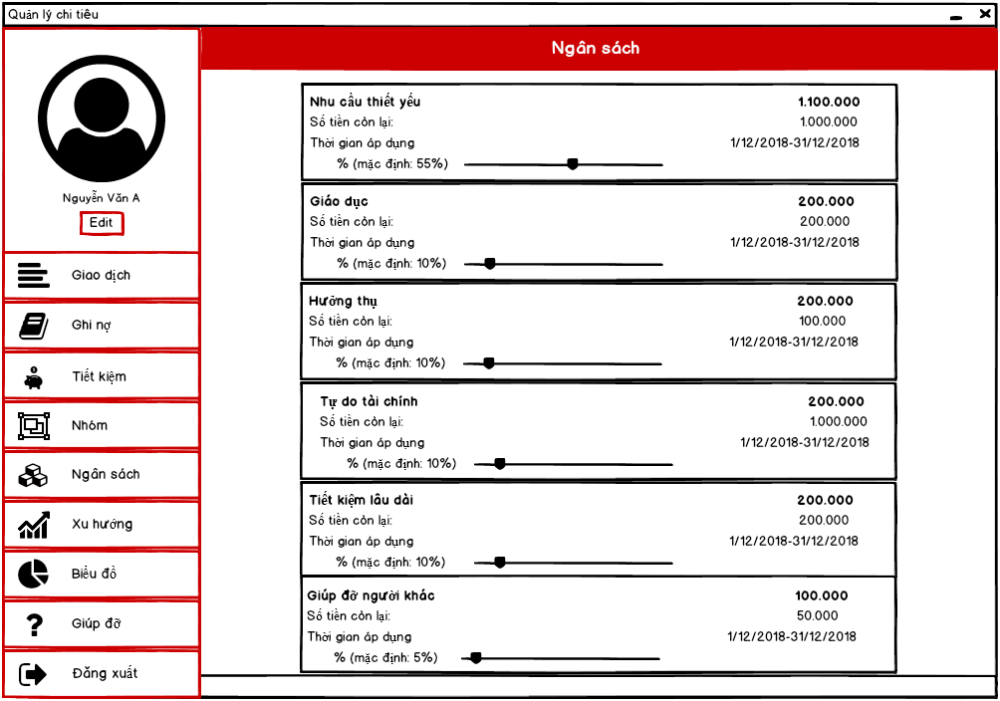 Quản lý chi tiêu
Ngân sách
Nguyễn Văn A
Edit
Giao dịch
Ghi nợ
Tiết kiệm
Nhóm
Ngân sách
Xu hướng
Biểu đồ
Giúp đỡ
Đăng xuất
Nhu cầu thiết yếu 1.100.000
Số tiền còn lại: 1.000.000
Thời gian áp dụng 1/12/2018-31/12/2018
% (mặc định: 55%)
Giáo dục 200.000
Số tiền còn lại: 200.000
Thời gian áp dụng 1/12/2018-31/12/2018
% (mặc định: 10%)
Hưởng thụ 200.000
Số tiền còn lại: 100.000
Thời gian áp dụng 1/12/2018-31/12/2018
% (mặc định: 10%)
Tự do tài chính 200.000
Số tiền còn lại: 1.000.000
Thời gian áp dụng 1/12/2018-31/12/2018
% (mặc định: 10%)
Tiết kiệm lâu dài 200.000
Số tiền còn lại: 200.000
Thời gian áp dụng 1/12/2018-31/12/2018
% (mặc định: 10%)
Giúp đỡ người khác 100.000
Số tiền còn lại: 50.000
Thời gian áp dụng 1/12/2018-31/12/2018
% (mặc định: 5%)